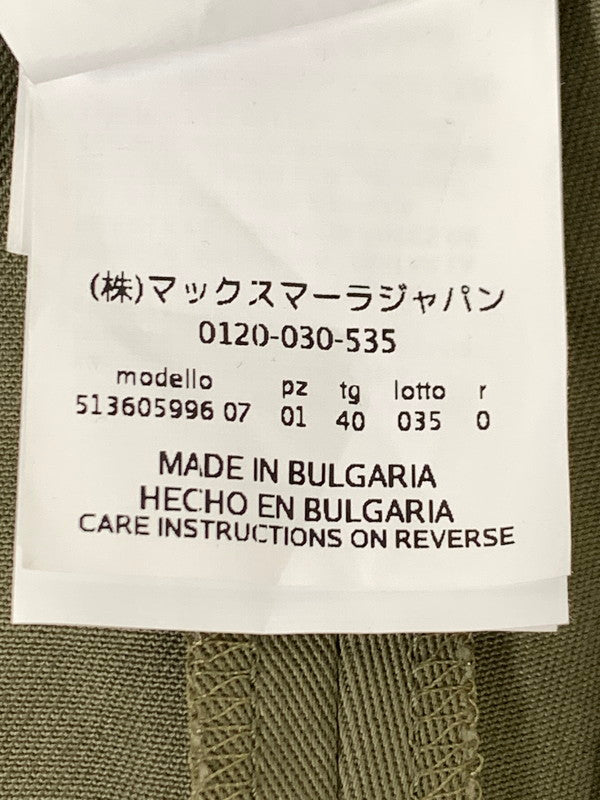 (株)マックスマーラジャパン
0120-030-535
modello pz tg lotto r
513605996 07 01 40 035 0
MADE IN BULGARIA
HECHO EN BULGARIA
CARE INSTRUCTIONS ON REVERSE